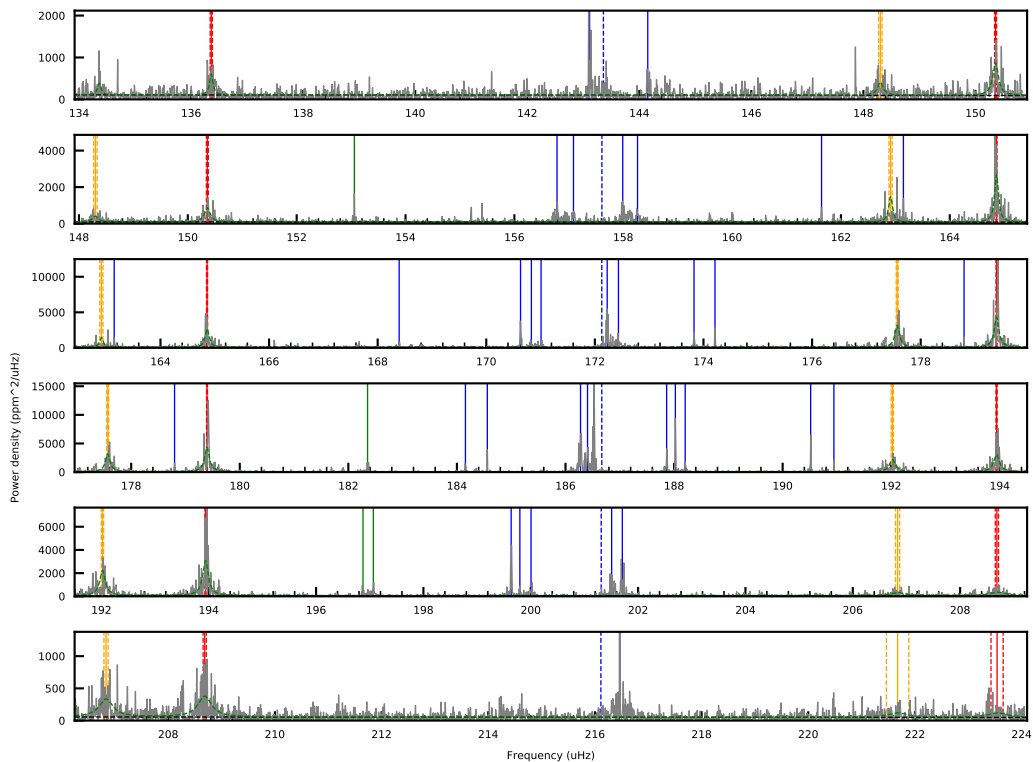 2000
1000
0
134 136 138 140 142 144 146 148 150
4000
2000
0
148 150 152 154 156 158 160 162 164
10000
5000
0
164 166 168 170 172 174 176 178
15000
10000
5000
0
178 180 182 184 186 188 190 192 194
6000
4000
2000
0
192 194 196 198 200 202 204 206 208
1000
500
0
208 210 212 214 216 218 220 222 224
Power density (ppm^2/uHz)
Frequency (uHz)